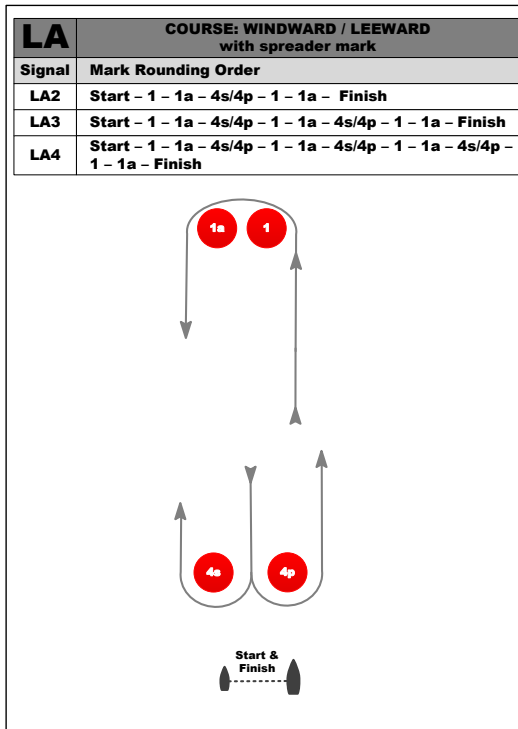 LA
COURSE: WINDWARD / LEEWARD
with spreader mark
Signal Mark Rounding Order
LA2 Start – 1 – 1a – 4s/4p – 1 – 1a – Finish
LA3 Start – 1 – 1a – 4s/4p – 1 – 1a – 4s/4p – 1 – 1a – Finish
LA4 Start – 1 – 1a – 4s/4p – 1 – 1a – 4s/4p – 1 – 1a – 4s/4p –
1 – 1a – Finish
1a 1
4s 4p
Start &
Finish